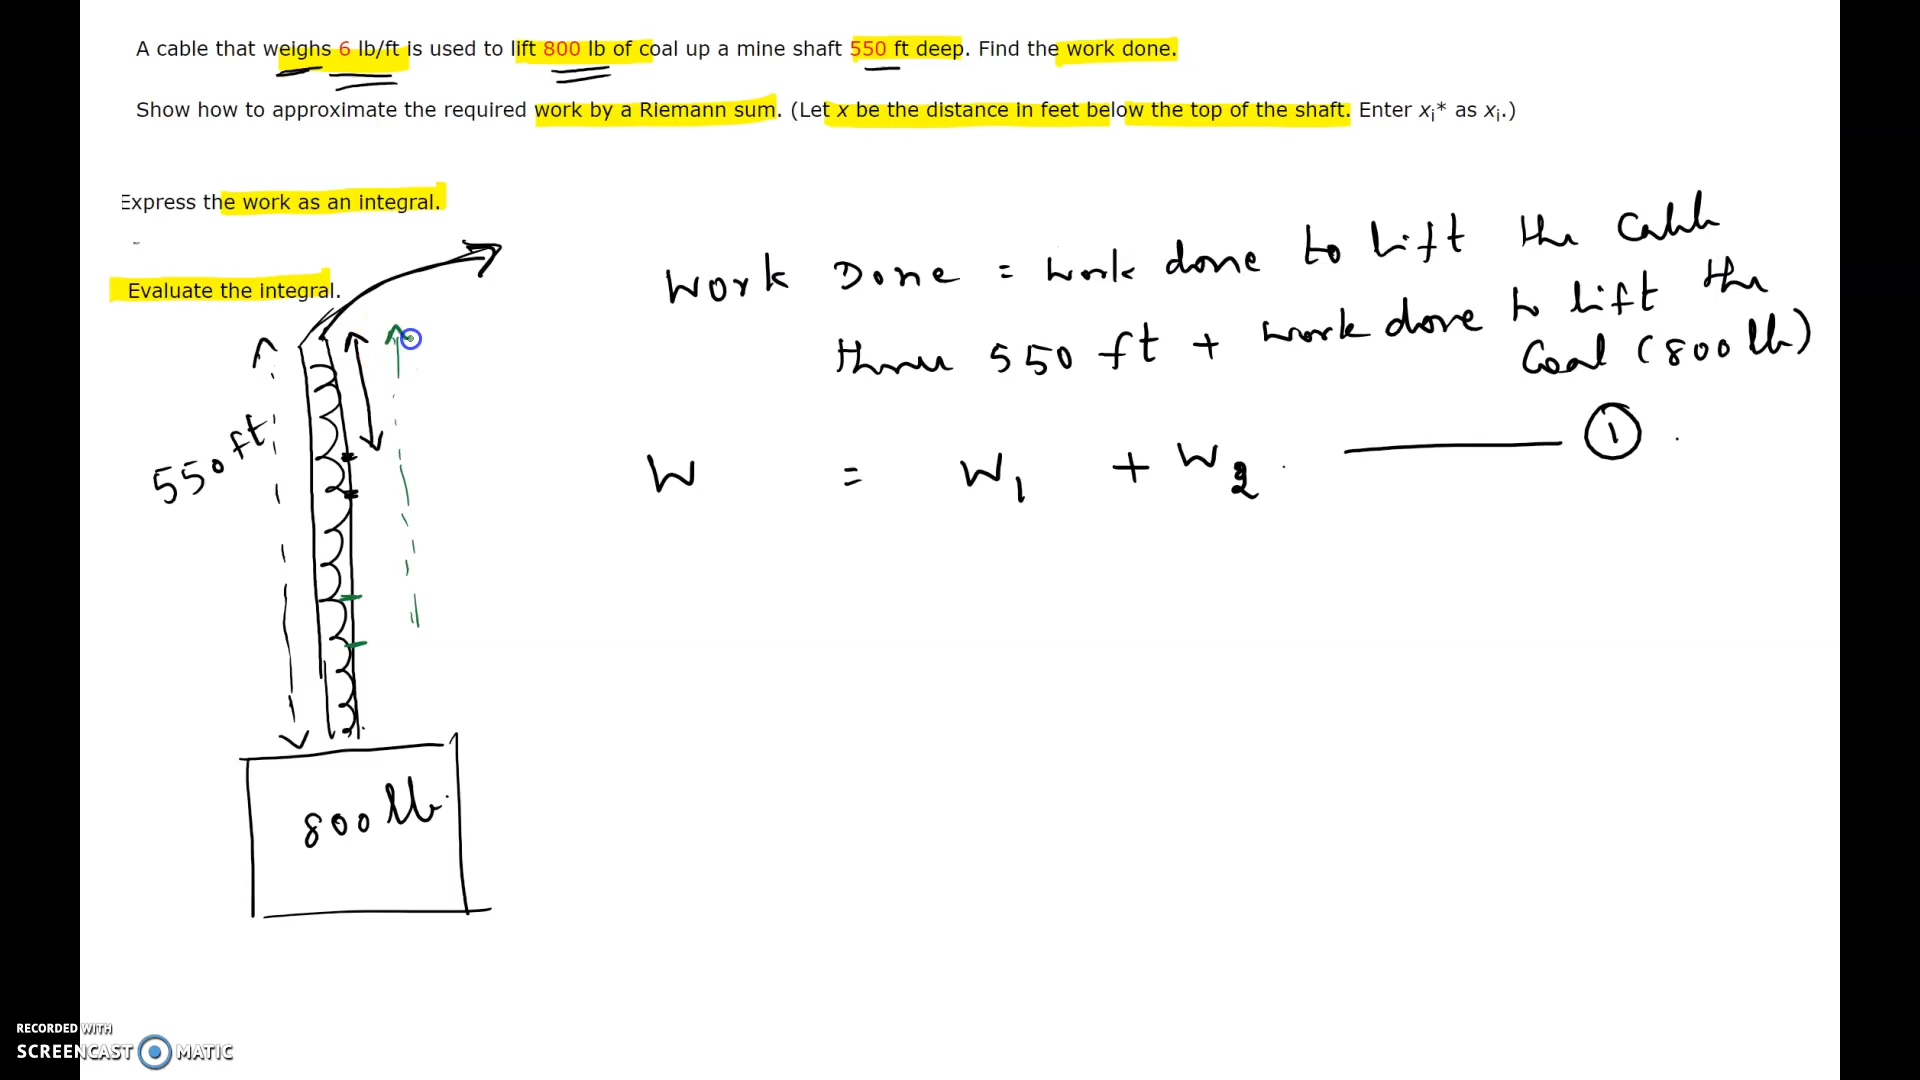 A cable that weighs 6 lb/ft is used to lift 800 lb of coal up a mine shaft 550 ft deep. Find the work done.
Show how to approximate the required work by a Riemann sum. (Let x be the distance in feet below the top of the shaft. Enter xᵢ* as xᵢ.)
Express the work as an integral.
Evaluate the integral.
Work Done = work done to lift the Cable
thru 550 ft + work done to lift the
Coal (800 lb)
W = W₁ + W₂ ①
550 ft
800 lb
RECORDED WITH
SCREENCAST MATIC